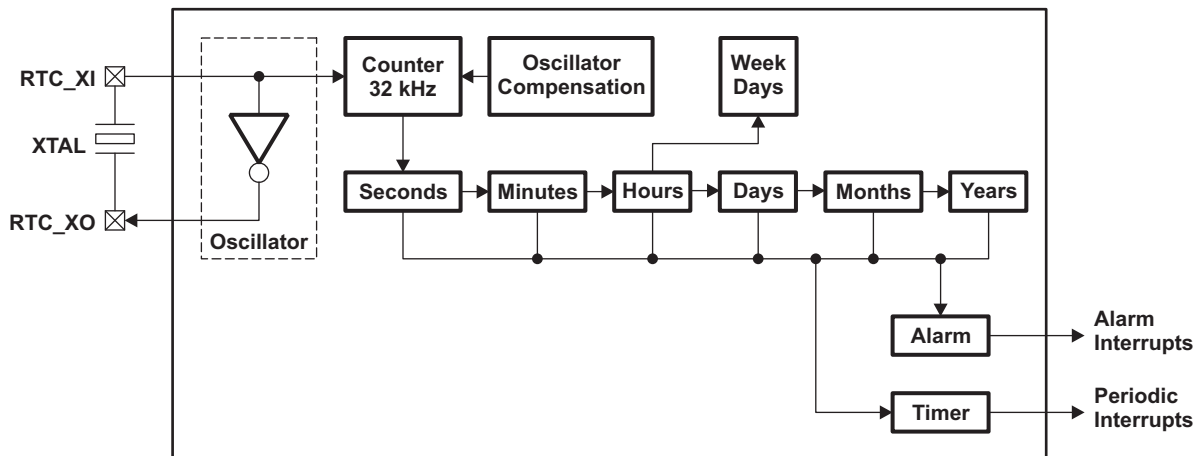 RTC_XI
XTAL
RTC_XO
Oscillator
Counter
32 kHz
Oscillator
Compensation
Week
Days
Seconds
Minutes
Hours
Days
Months
Years
Alarm
Alarm
Interrupts
Timer
Periodic
Interrupts